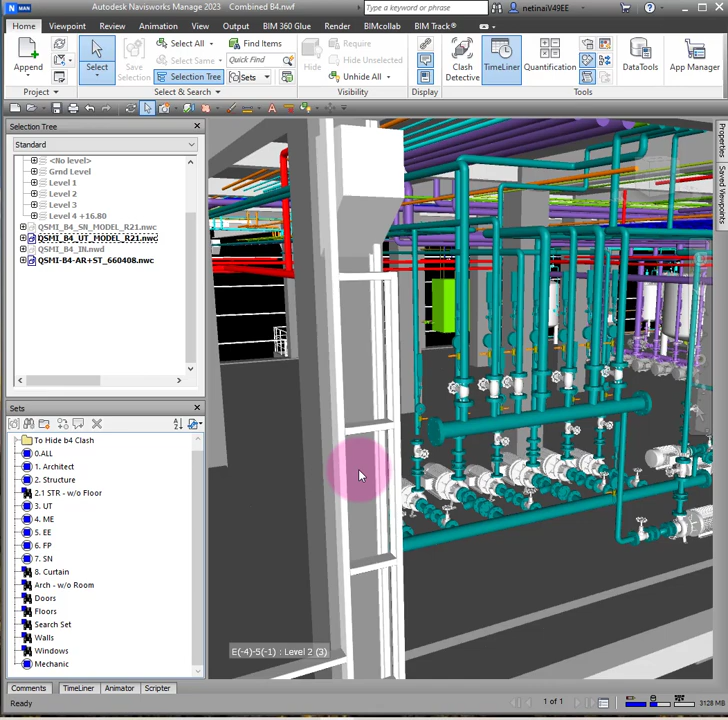 N MAN
Autodesk Navisworks Manage 2023 Combined B4.nwf
Type a keyword or phrase
netinaiV49EE
Home Viewpoint Review Animation View Output BIM 360 Glue Render BIMcollab BIM Track®
Append
Select
Save Selection
Select All
Select Same
Selection Tree
Find Items
Quick Find
Sets
Hide
Require
Hide Unselected
Unhide All
Clash Detective
TimeLiner
Quantification
DataTools
App Manager
Project
Select & Search
Visibility
Display
Tools
Selection Tree
Standard
<No level>
Grnd Level
Level 1
Level 2
Level 3
Level 4 +16.80
QSMI_B4_SN_MODEL_R21.nwc
QSMI_B4_UT_MODEL_R21.nwc
QSMI-B4-AR+ST_660408.nwc
Properties
Saved Viewpoints
Sets
To Hide b4 Clash
0.ALL
1. Architect
2. Structure
2.1 STR - w/o Floor
3. UT
4. ME
5. EE
6. FP
7. SN
8. Curtain
Arch - w/o Room
Doors
Floors
Search Set
Walls
Windows
Mechanic
E(-4)-5(-1) : Level 2 (3)
Comments TimeLiner Animator Scripter
Ready
1 of 1
3128 MB